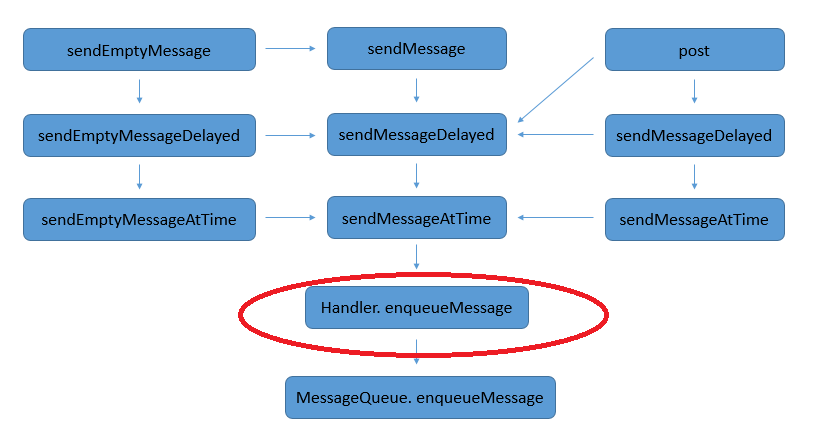 sendEmptyMessage
sendMessage
post
sendEmptyMessageDelayed
sendMessageDelayed
sendMessageDelayed
sendEmptyMessageAtTime
sendMessageAtTime
sendMessageAtTime
Handler. enqueueMessage
MessageQueue. enqueueMessage